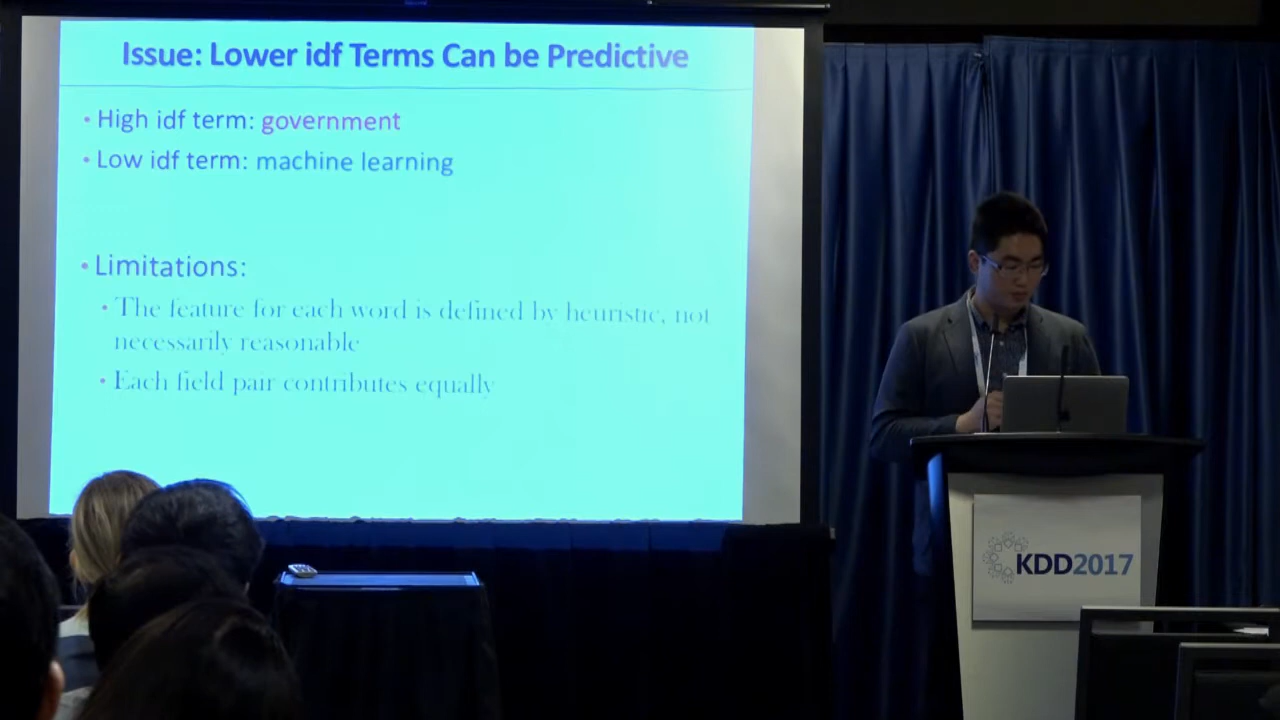 Issue: Lower idf Terms Can be Predictive
• High idf term: government
• Low idf term: machine learning
• Limitations:
• The feature for each word is defined by heuristic, not
necessarily reasonable
• Each field pair contributes equally
KDD2017